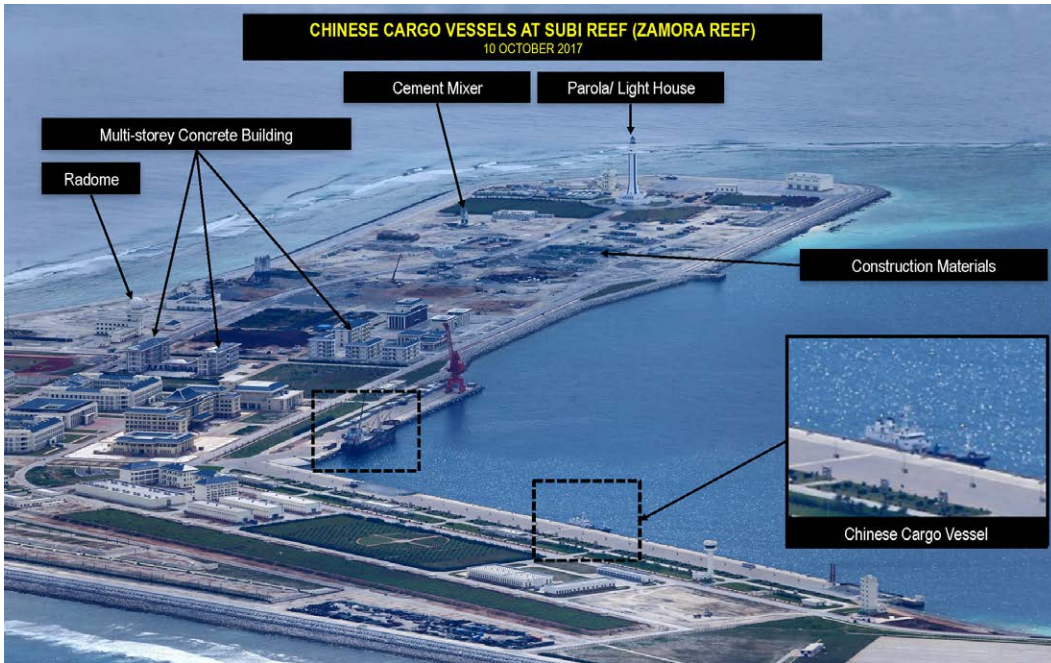 CHINESE CARGO VESSELS AT SUBI REEF (ZAMORA REEF)
10 OCTOBER 2017
Cement Mixer
Parola/ Light House
Multi-storey Concrete Building
Radome
Construction Materials
Chinese Cargo Vessel